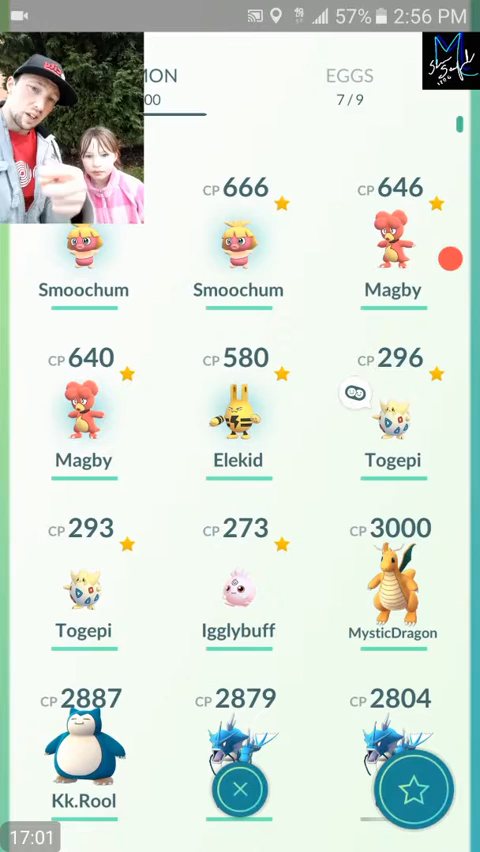 57% 2:56 PM
MON EGGS
00 7/9
CP 666 CP 646
Smoochum Smoochum Magby
CP 640 CP 580 CP 296
Magby Elekid Togepi
CP 293 CP 273 CP 3000
Togepi Igglybuff MysticDragon
CP 2887 CP 2879 CP 2804
Kk.Rool
17:01